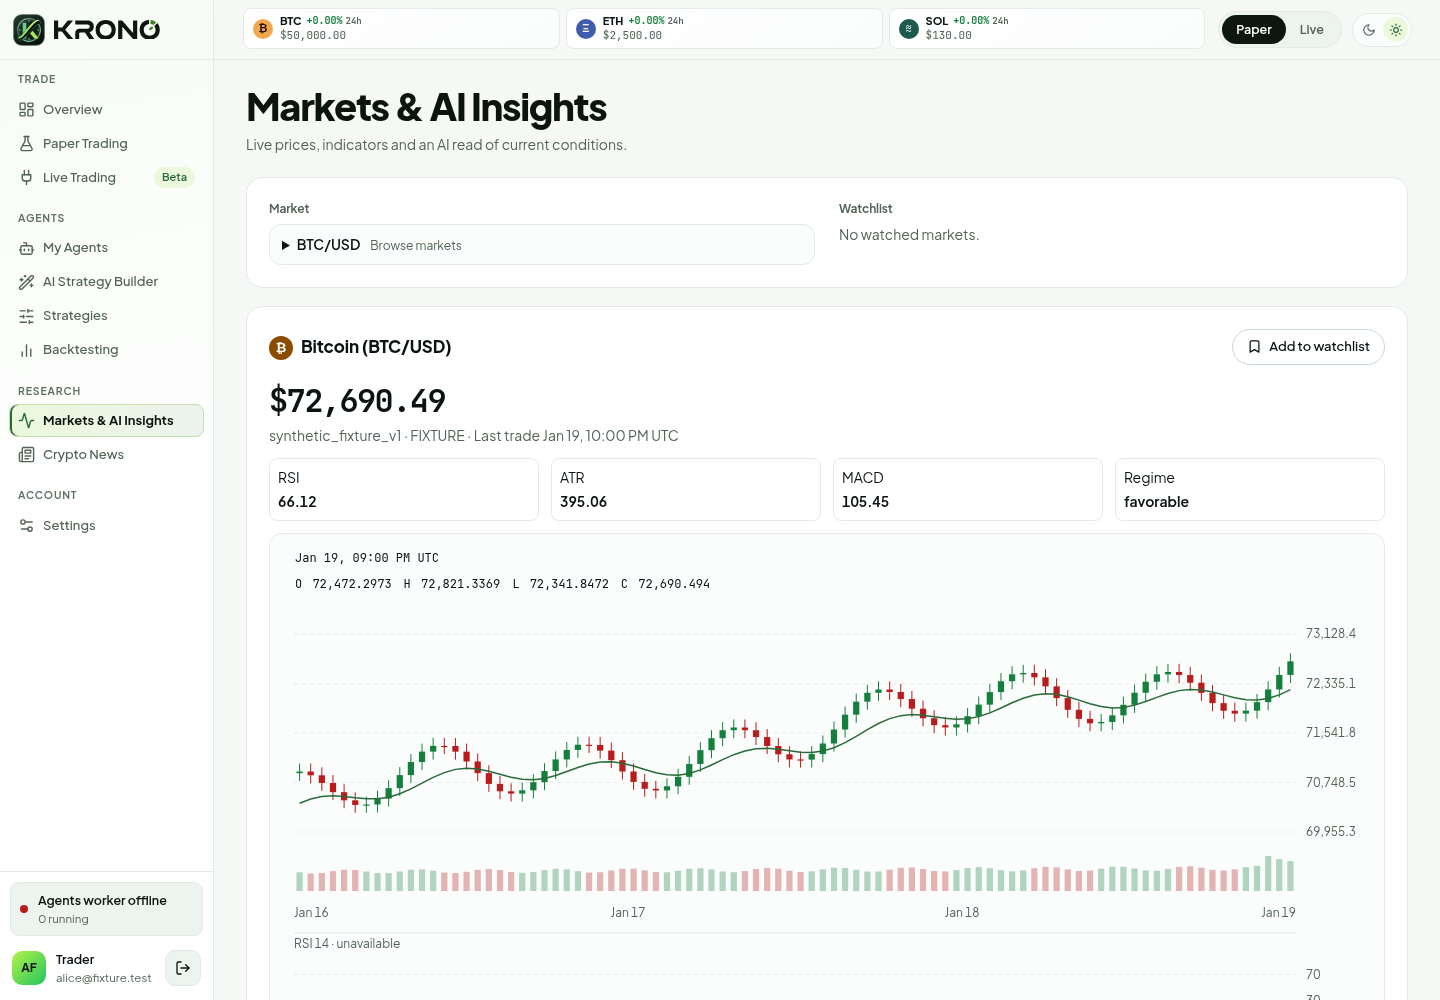 KRONO
BTC +0.00% 24h
$50,000.00
ETH +0.00% 24h
$2,500.00
SOL +0.00% 24h
$130.00
Paper
Live
TRADE
Overview
Paper Trading
Live Trading Beta
AGENTS
My Agents
AI Strategy Builder
Strategies
Backtesting
RESEARCH
Markets & AI Insights
Crypto News
ACCOUNT
Settings
Agents worker offline
0 running
AF
Trader
alice@fixture.test
Markets & AI Insights
Live prices, indicators and an AI read of current conditions.
Market
BTC/USD Browse markets
Watchlist
No watched markets.
Bitcoin (BTC/USD)
Add to watchlist
$72,690.49
synthetic_fixture_v1 · FIXTURE · Last trade Jan 19, 10:00 PM UTC
RSI
66.12
ATR
395.06
MACD
105.45
Regime
favorable
Jan 19, 09:00 PM UTC
O 72,472.2973 H 72,821.3369 L 72,341.8472 C 72,690.494
73,128.4
72,335.1
71,541.8
70,748.5
69,955.3
Jan 16
Jan 17
Jan 18
Jan 19
RSI 14 · unavailable
70
30